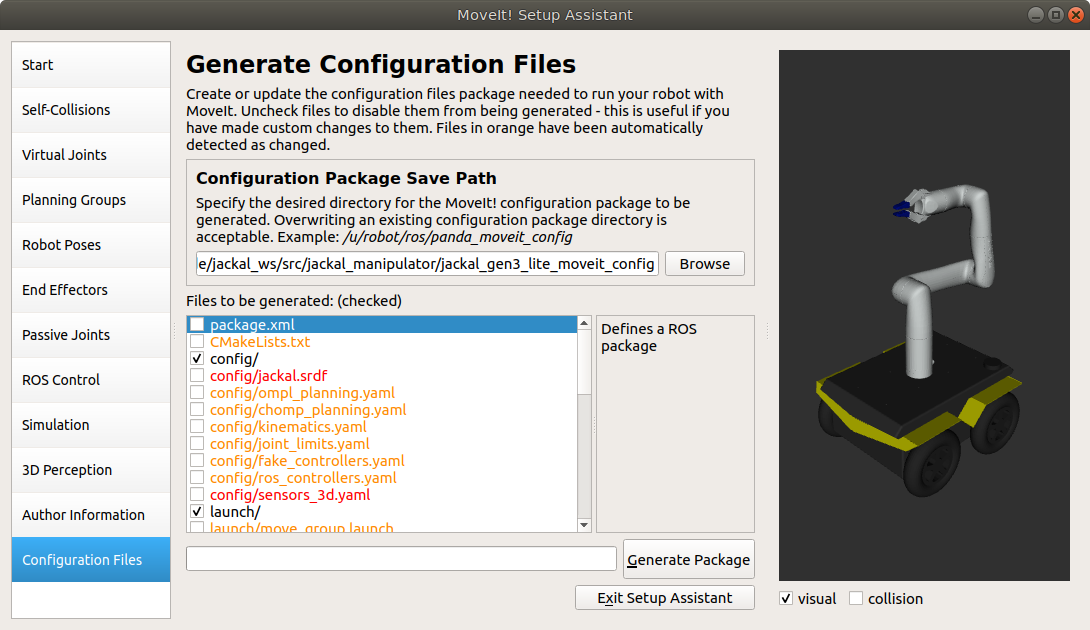 MoveIt! Setup Assistant
Start
Self-Collisions
Virtual Joints
Planning Groups
Robot Poses
End Effectors
Passive Joints
ROS Control
Simulation
3D Perception
Author Information
Configuration Files
Generate Configuration Files
Create or update the configuration files package needed to run your robot with
MoveIt. Uncheck files to disable them from being generated - this is useful if you
have made custom changes to them. Files in orange have been automatically
detected as changed.
Configuration Package Save Path
Specify the desired directory for the MoveIt! configuration package to be
generated. Overwriting an existing configuration package directory is
acceptable. Example: /u/robot/ros/panda_moveit_config
e/jackal_ws/src/jackal_manipulator/jackal_gen3_lite_moveit_config
Browse
Files to be generated: (checked)
package.xml
CMakeLists.txt
config/
config/jackal.srdf
config/ompl_planning.yaml
config/chomp_planning.yaml
config/kinematics.yaml
config/joint_limits.yaml
config/fake_controllers.yaml
config/ros_controllers.yaml
config/sensors_3d.yaml
launch/
launch/move_group.launch
Defines a ROS
package
Generate Package
Exit Setup Assistant
visual
collision